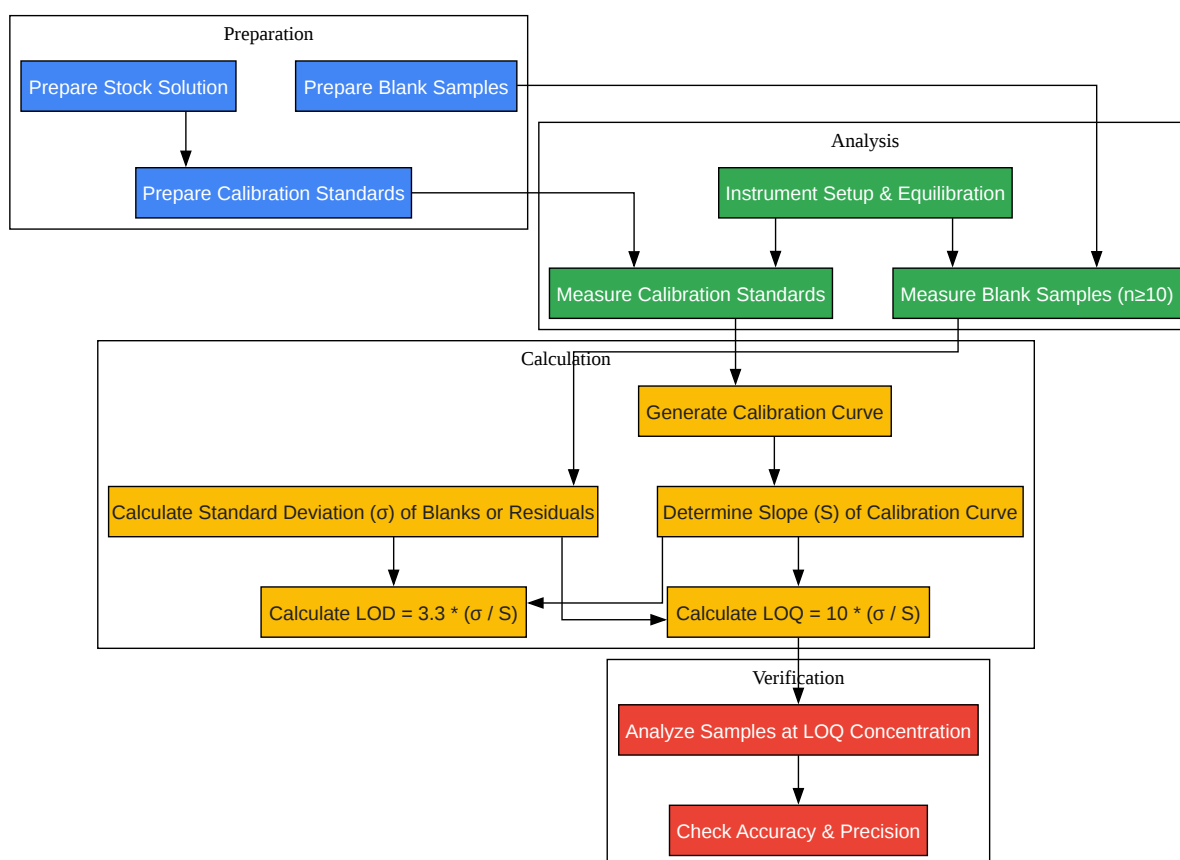 Preparation
Prepare Stock Solution
Prepare Blank Samples
Prepare Calibration Standards
Analysis
Instrument Setup & Equilibration
Measure Calibration Standards
Measure Blank Samples (n≥10)
Calculation
Generate Calibration Curve
Calculate Standard Deviation (σ) of Blanks or Residuals
Determine Slope (S) of Calibration Curve
Calculate LOD = 3.3 * (σ / S)
Calculate LOQ = 10 * (σ / S)
Verification
Analyze Samples at LOQ Concentration
Check Accuracy & Precision